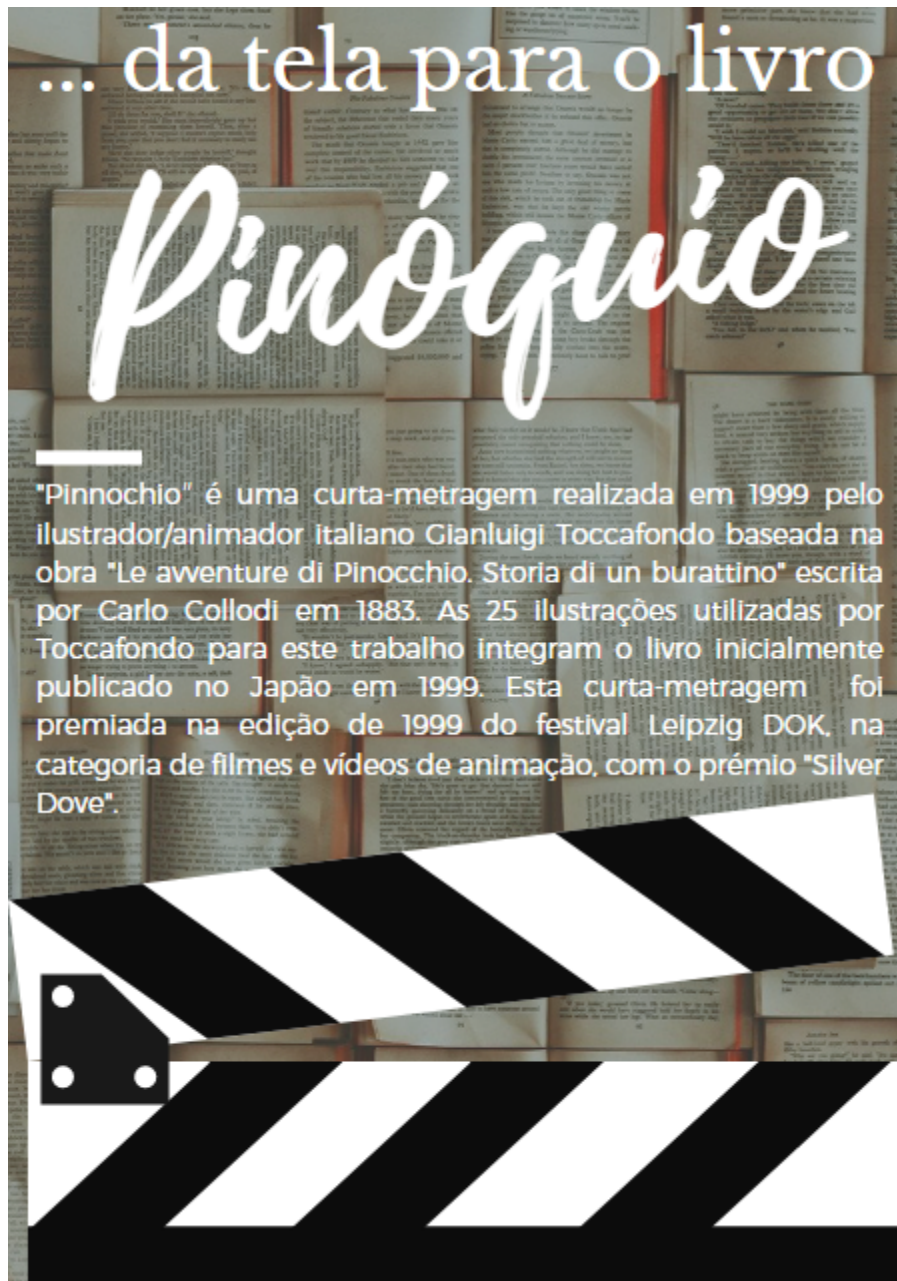 ... da tela para o livro
Pinóquio
"Pinnochio" é uma curta-metragem realizada em 1999 pelo
ilustrador/animador italiano Gianluigi Toccafondo baseada na
obra "Le avventure di Pinocchio. Storia di un burattino" escrita
por Carlo Collodi em 1883. As 25 ilustrações utilizadas por
Toccafondo para este trabalho integram o livro inicialmente
publicado no Japão em 1999. Esta curta-metragem foi
premiada na edição de 1999 do festival Leipzig DOK, na
categoria de filmes e vídeos de animação, com o prémio "Silver
Dove".